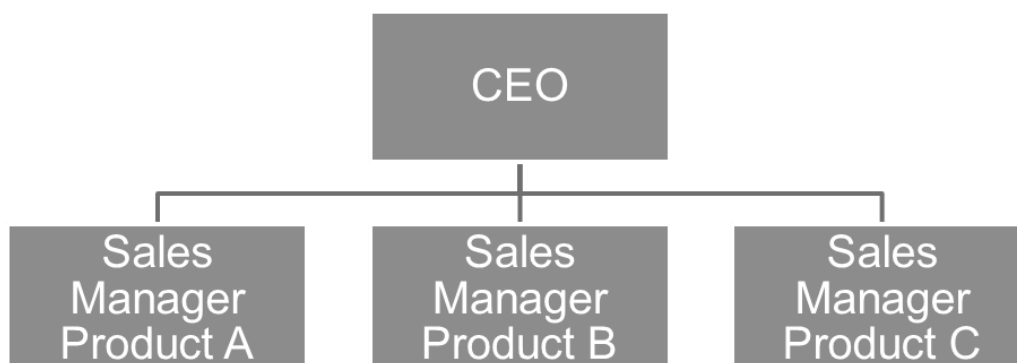 CEO
Sales
Manager
Product A
Sales
Manager
Product B
Sales
Manager
Product C